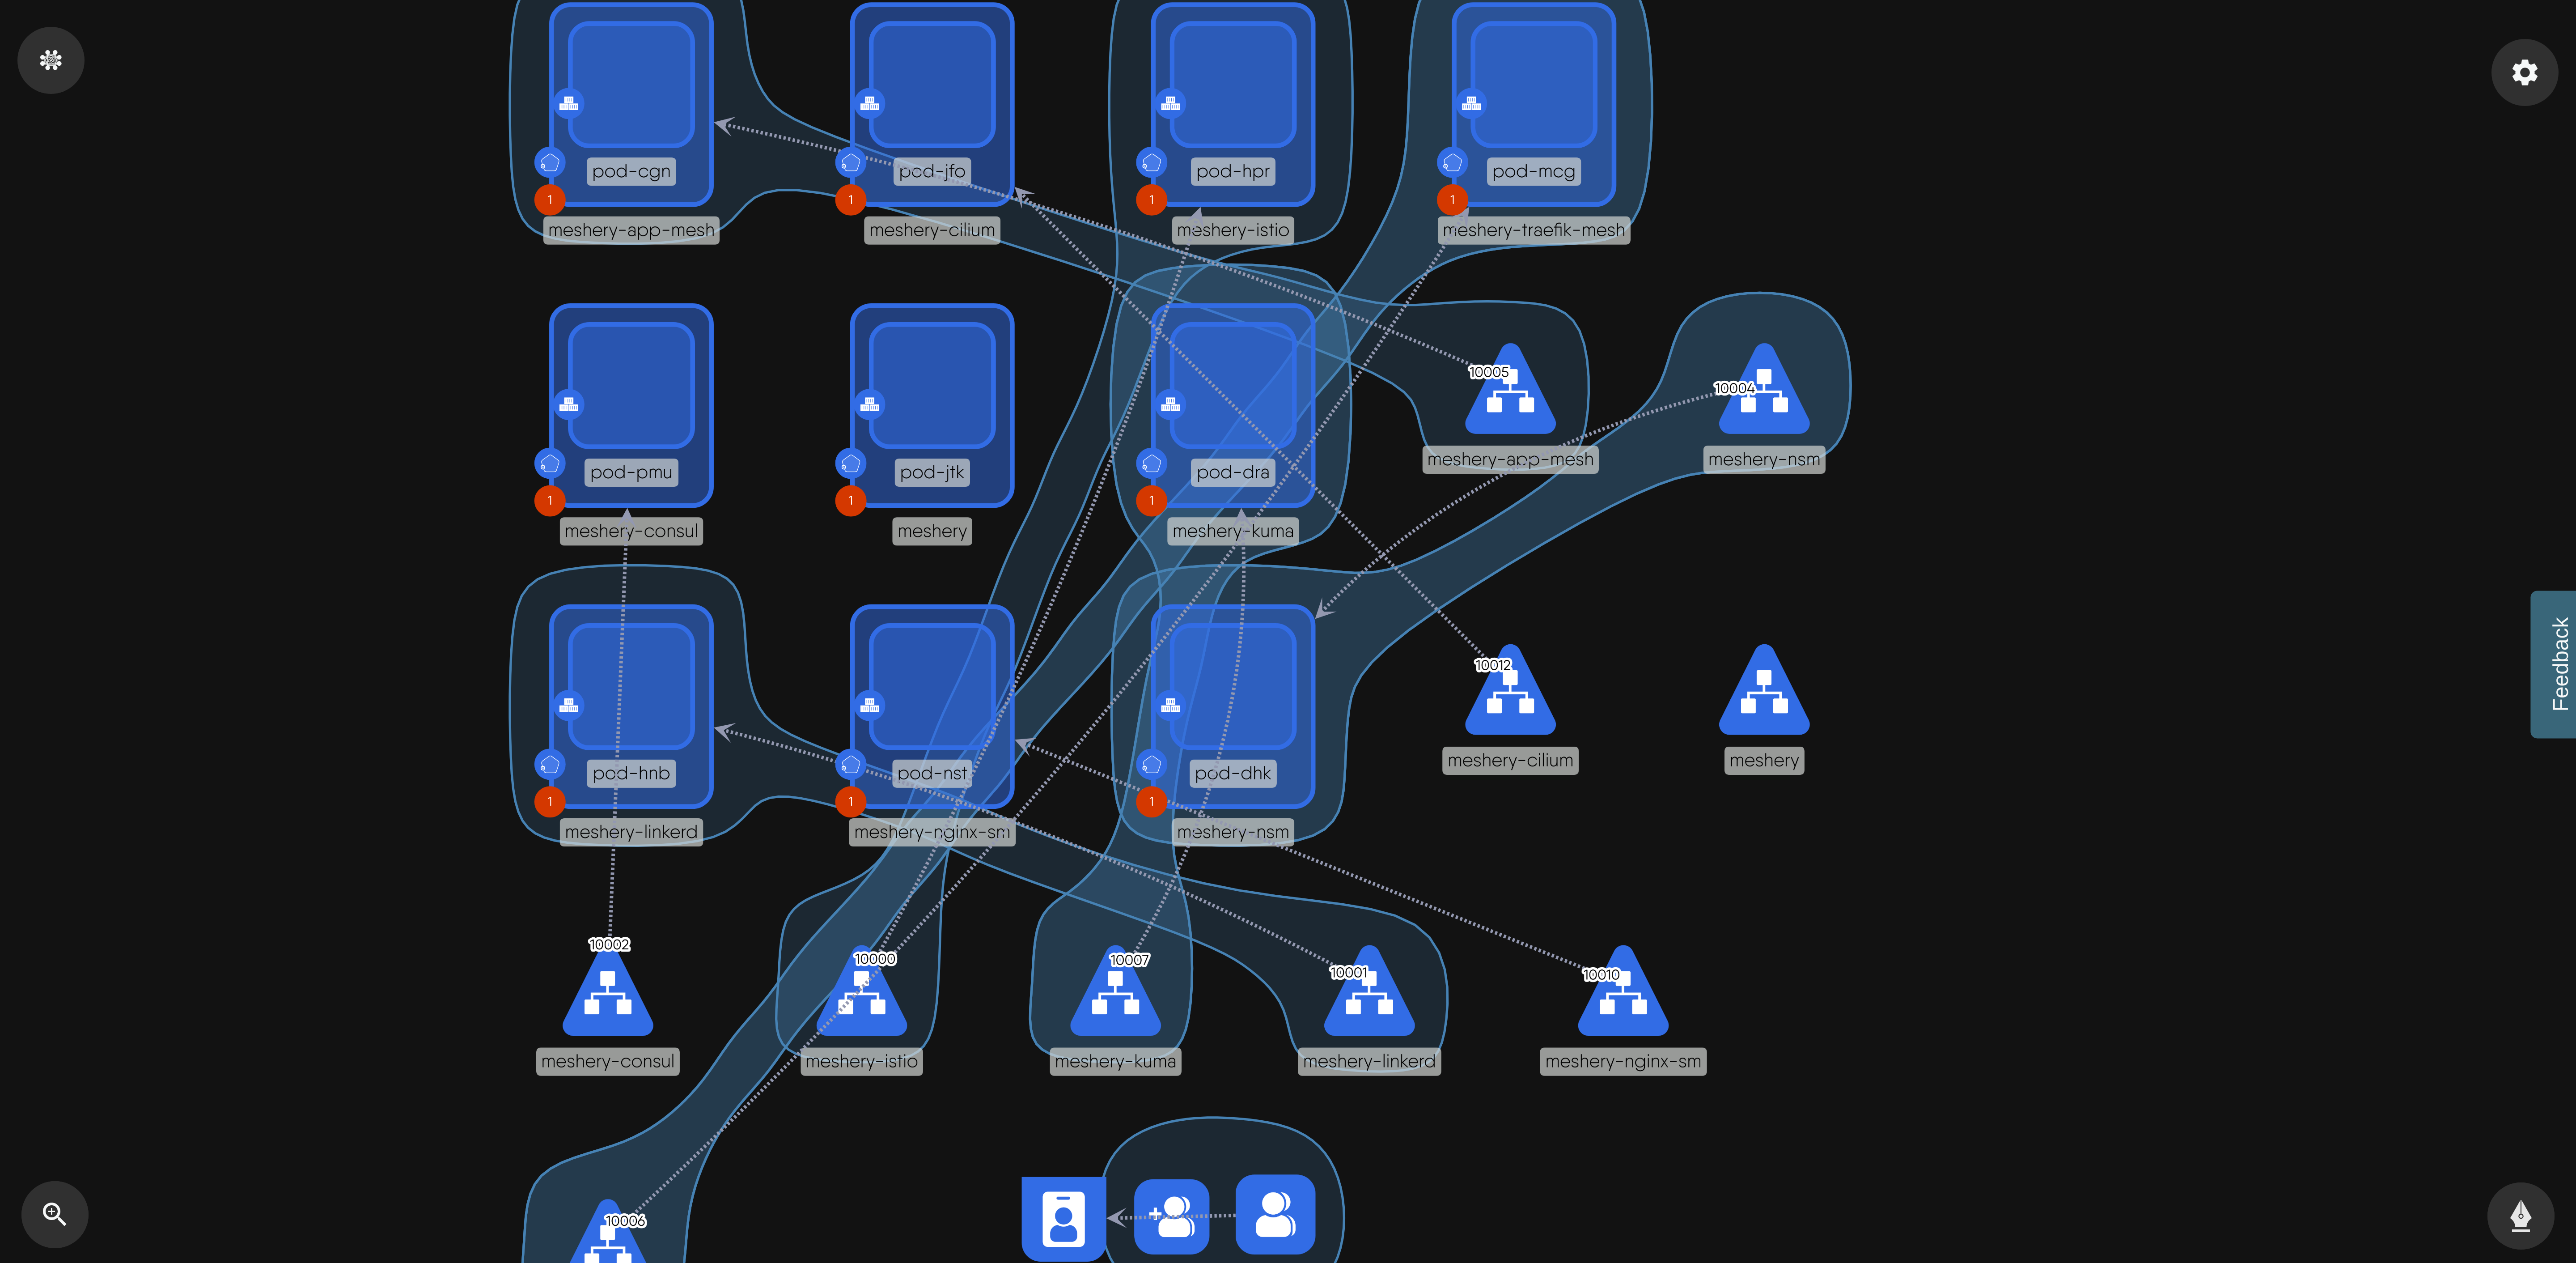 pod-cgn
pod-jfo
pod-hpr
pod-mcg
1
1
1
1
meshery-app-mesh
meshery-cilium
meshery-istio
meshery-traefik-mesh
10005
10004
pod-pmu
pod-jtk
pod-dra
meshery-app-mesh
meshery-nsm
1
1
1
meshery-consul
meshery
meshery-kuma
Feedback
10012
pod-hnb
pod-nst
pod-dhk
meshery-cilium
meshery
1
1
1
meshery-linkerd
meshery-nginx-sm
meshery-nsm
10002
10000
10007
10001
10010
meshery-consul
meshery-istio
meshery-kuma
meshery-linkerd
meshery-nginx-sm
10006